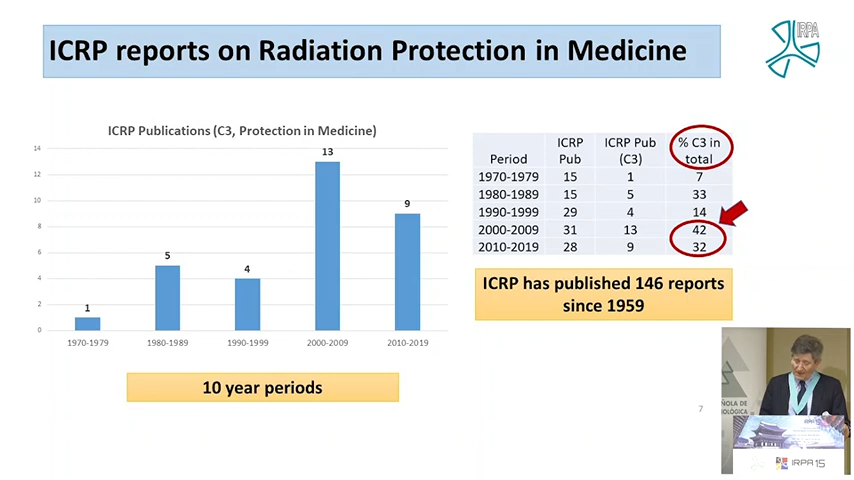 ICRP reports on Radiation Protection in Medicine
IRPA
ICRP Publications (C3, Protection in Medicine)
14
12
10
8
6
4
2
0
1
5
4
13
9
1970-1979
1980-1989
1990-1999
2000-2009
2010-2019
10 year periods
Period ICRP Pub ICRP Pub (C3) % C3 in total
1970-1979 15 1 7
1980-1989 15 5 33
1990-1999 29 4 14
2000-2009 31 13 42
2010-2019 28 9 32
ICRP has published 146 reports
since 1959
7
IRPA15